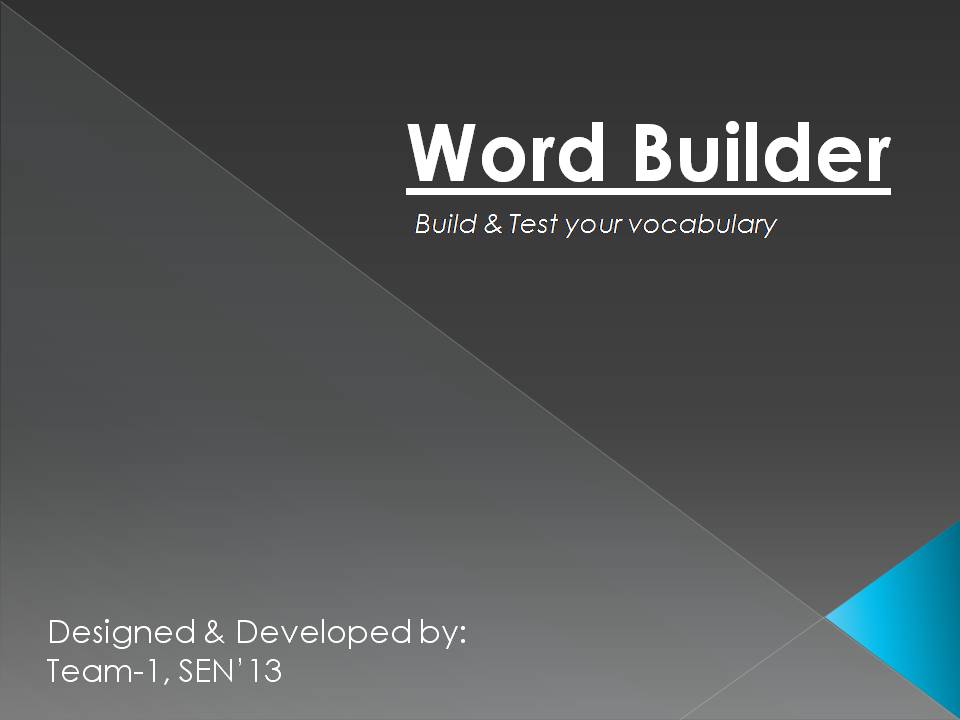 Word Builder
Build & Test your vocabulary
Designed & Developed by:
Team-1, SEN’13